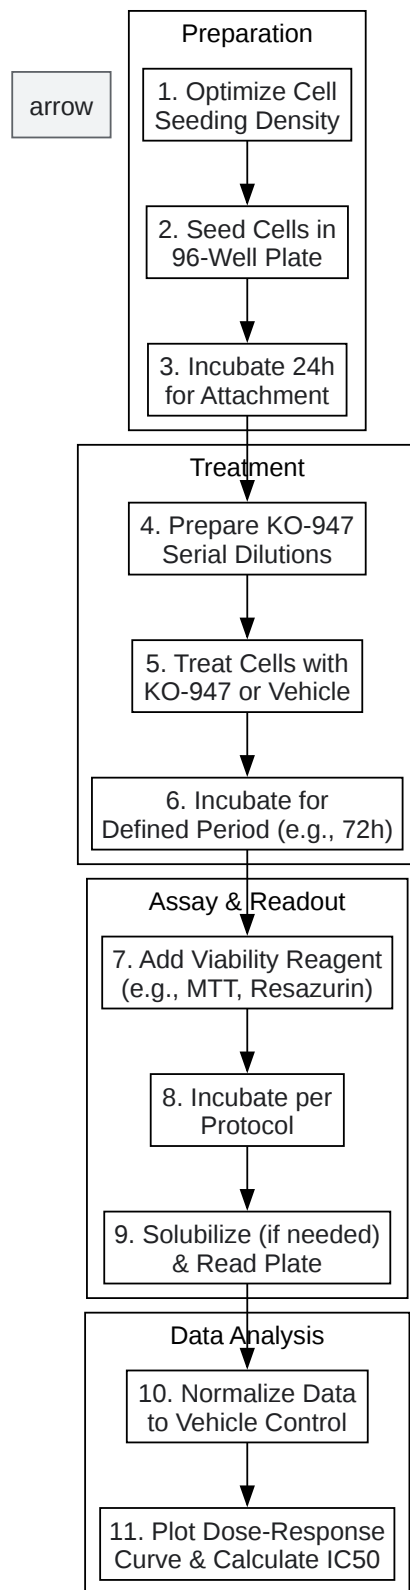 Preparation
arrow
1. Optimize Cell
Seeding Density
2. Seed Cells in
96-Well Plate
3. Incubate 24h
for Attachment
Treatment
4. Prepare KO-947
Serial Dilutions
5. Treat Cells with
KO-947 or Vehicle
6. Incubate for
Defined Period (e.g., 72h)
Assay & Readout
7. Add Viability Reagent
(e.g., MTT, Resazurin)
8. Incubate per
Protocol
9. Solubilize (if needed)
& Read Plate
Data Analysis
10. Normalize Data
to Vehicle Control
11. Plot Dose-Response
Curve & Calculate IC50